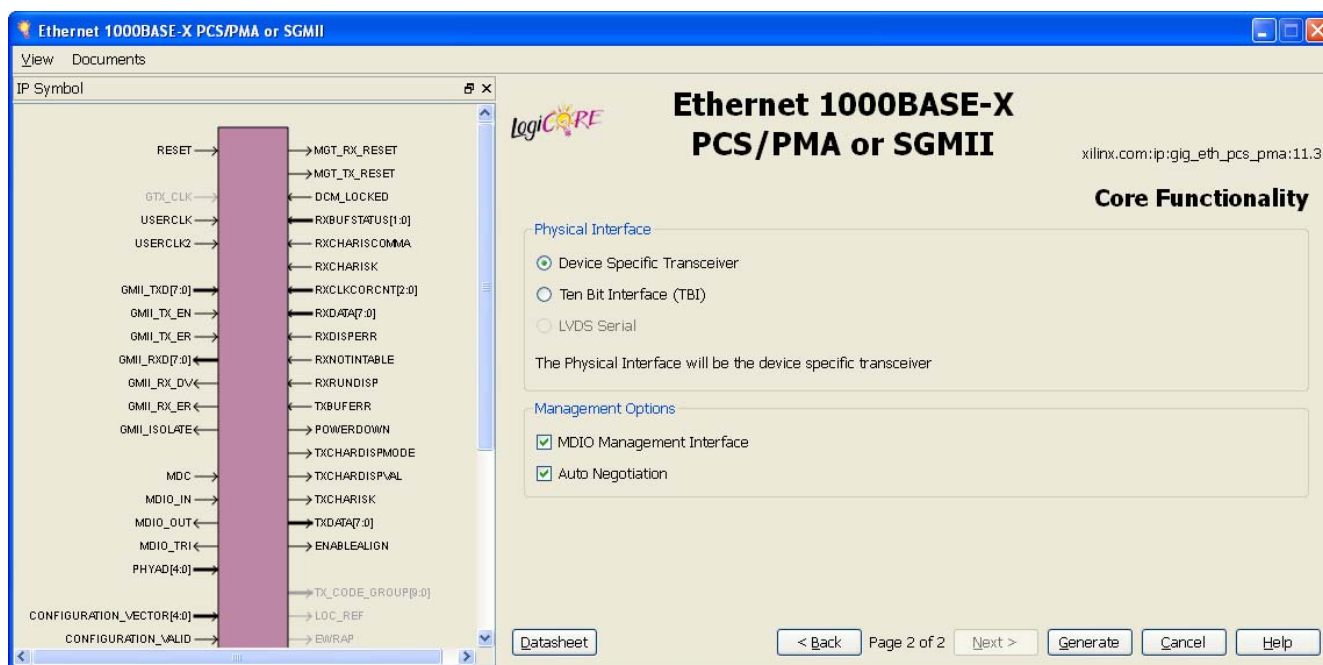 Ethernet 1000BASE-X PCS/PMA or SGMII
View Documents
IP Symbol
RESET
GTX_CLK
USERCLK
USERCLK2
GMII_TXD[7:0]
GMII_TX_EN
GMII_TX_ER
GMII_RXD[7:0]
GMII_RX_DV
GMII_RX_ER
GMII_ISOLATE
MDC
MDIO_IN
MDIO_OUT
MDIO_TRI
PHYAD[4:0]
CONFIGURATION_VECTOR[4:0]
CONFIGURATION_VALID
MGT_RX_RESET
MGT_TX_RESET
DCM_LOCKED
RXBUFSTATUS[1:0]
RXCHARISCOMMA
RXCHARISK
RXCLKCORCNT[2:0]
RXDATA[7:0]
RXDISPERR
RXNOTINTABLE
RXRUNDISP
TXBUFERR
POWERDOWN
TXCHARDISPMODE
TXCHARDISPVAL
TXCHARISK
TXDATA[7:0]
ENABLEALIGN
TX_CODE_GROUP[9:0]
LOC_REF
EWRAP
logiCORE
Ethernet 1000BASE-X
PCS/PMA or SGMII
xilinx.com:ip:gig_eth_pcs_pma:11.3
Core Functionality
Physical Interface
Device Specific Transceiver
Ten Bit Interface (TBI)
LVDS Serial
The Physical Interface will be the device specific transceiver
Management Options
MDIO Management Interface
Auto Negotiation
Datasheet
< Back Page 2 of 2 Next > Generate Cancel Help